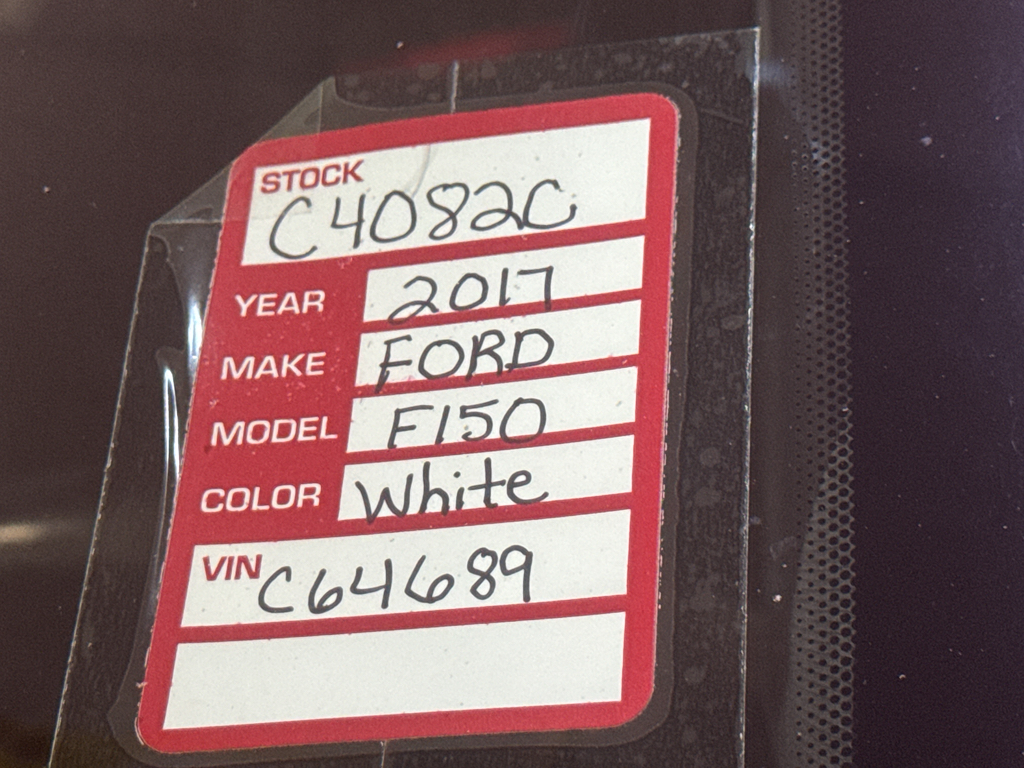 STOCK
C4082C
YEAR 2017
MAKE FORD
MODEL F150
COLOR White
VIN C64689